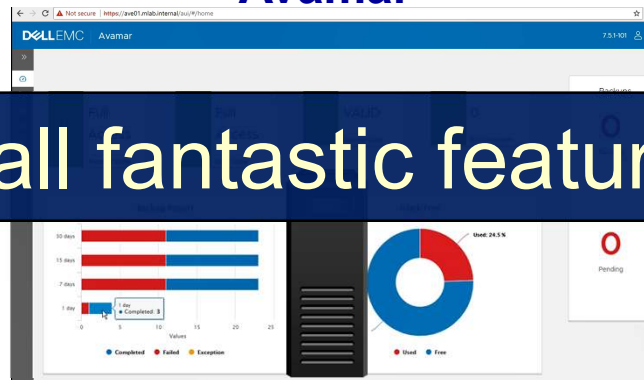 Avamar
Not secure | https://ave01.mlab.internal/aui/#/home
DELLEMC Avamar 7.5.1-101
Backups
all fantastic featur
30 days
15 days
7 days
1 day
1 day
Completed: 3
0 5 10 15 20 25
Values
Completed Failed Exception
Used: 24.5 %
Used Free
0
Pending